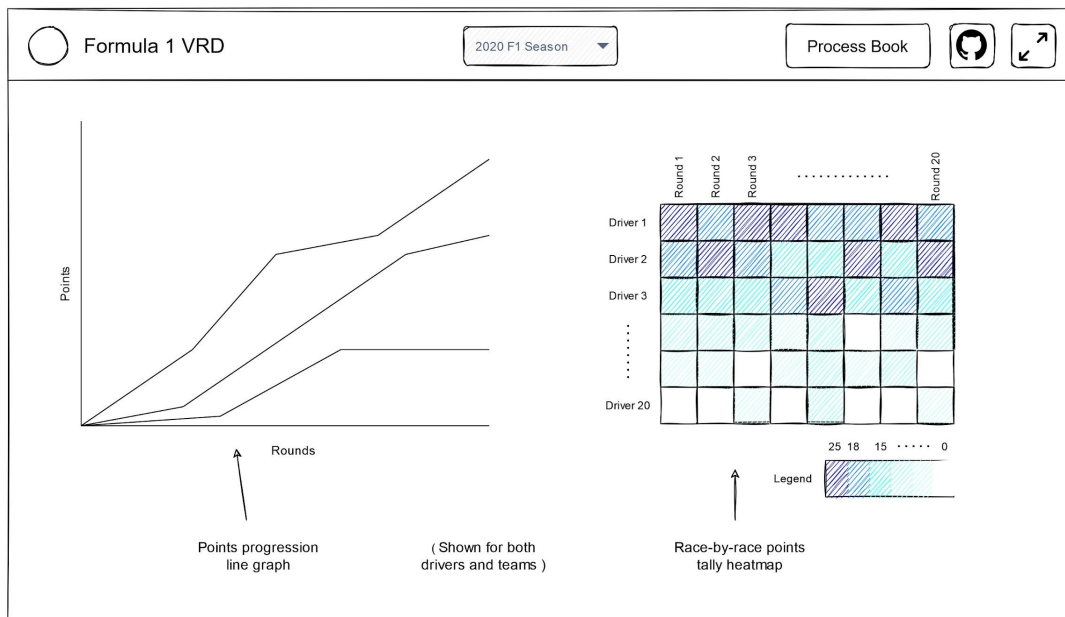 Formula 1 VRD
2020 F1 Season
Process Book
Points
Rounds
Round 1
Round 2
Round 3
.............
Round 20
Driver 1
Driver 2
Driver 3
........
Driver 20
25 18 15 ..... 0
Legend
Points progression
line graph
( Shown for both
drivers and teams )
Race-by-race points
tally heatmap